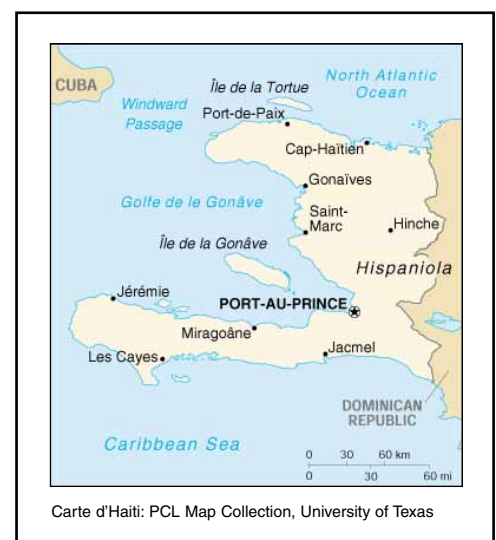 CUBA
Île de la Tortue
North Atlantic
Ocean
Windward
Passage
Port-de-Paix
Cap-Haïtien
Gonaïves
Golfe de le Gonâve
Saint-
Marc
Hinche
Île de la Gonâve
Hispaniola
Jérémie
PORT-AU-PRINCE
Miragoâne
Jacmel
Les Cayes
DOMINICAN
REPUBLIC
Caribbean Sea
0 30 60 km
0 30 60 mi
Carte d'Haiti: PCL Map Collection, University of Texas